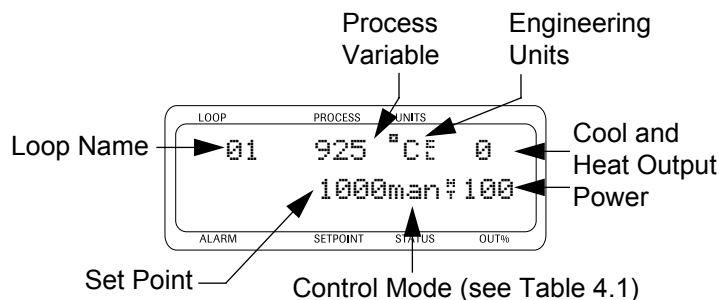 Process Variable
Engineering Units
LOOP PROCESS UNITS
Loop Name
01 925 °C 0
Cool and Heat Output Power
1000man 100
ALARM SETPOINT STATUS OUT%
Set Point
Control Mode (see Table 4.1)